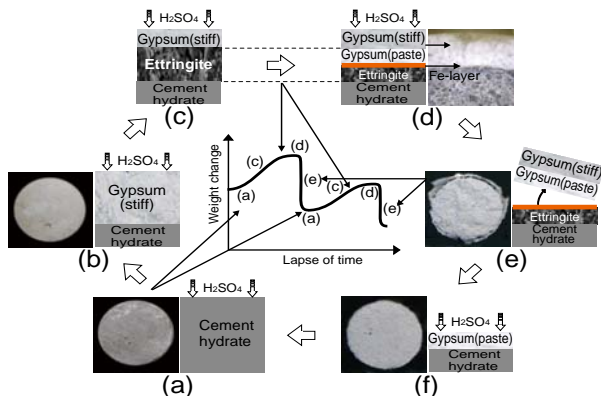 H₂SO₄
Gypsum(stiff)
Ettringite
Cement
hydrate
(c)
H₂SO₄
Gypsum(stiff)
Gypsum(paste)
Ettringite
Cement
hydrate
Fe-layer
(d)
H₂SO₄
Gypsum
(stiff)
Cement
hydrate
(b)
Weight change
(a)
(c)
(d)
(e)
(a)
(c)
(d)
(e)
Lapse of time
Gypsum(stiff)
Gypsum(paste)
Ettringite
Cement
hydrate
(e)
H₂SO₄
Cement
hydrate
(a)
H₂SO₄
Gypsum(paste)
Cement
hydrate
(f)